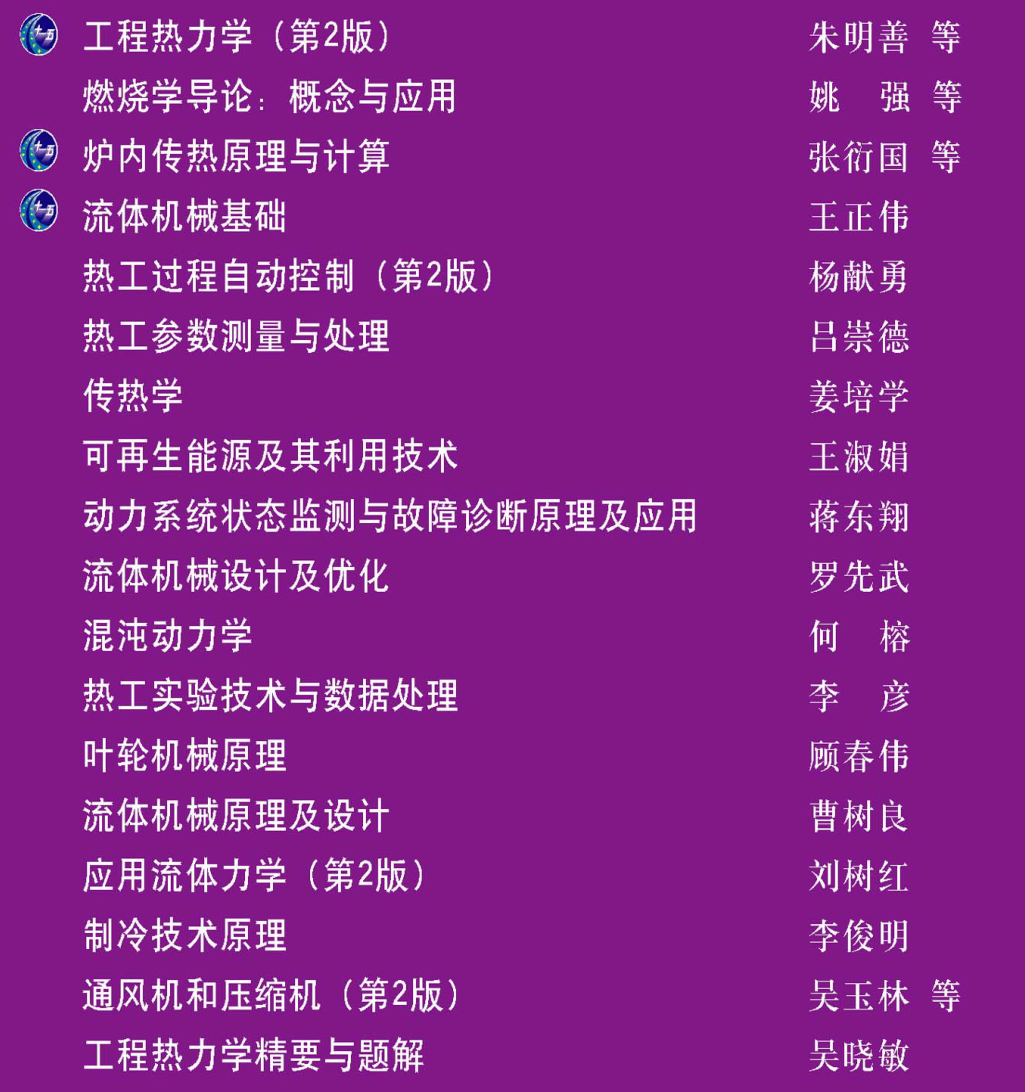 十一五 工程热力学（第2版） 朱明善 等
燃烧学导论：概念与应用 姚 强 等
十一五 炉内传热原理与计算 张衍国 等
十一五 流体机械基础 王正伟
热工过程自动控制（第2版） 杨献勇
热工参数测量与处理 吕崇德
传热学 姜培学
可再生能源及其利用技术 王淑娟
动力系统状态监测与故障诊断原理及应用 蒋东翔
流体机械设计及优化 罗先武
混沌动力学 何 榕
热工实验技术与数据处理 李 彦
叶轮机械原理 顾春伟
流体机械原理及设计 曹树良
应用流体力学（第2版） 刘树红
制冷技术原理 李俊明
通风机和压缩机（第2版） 吴玉林 等
工程热力学精要与题解 吴晓敏